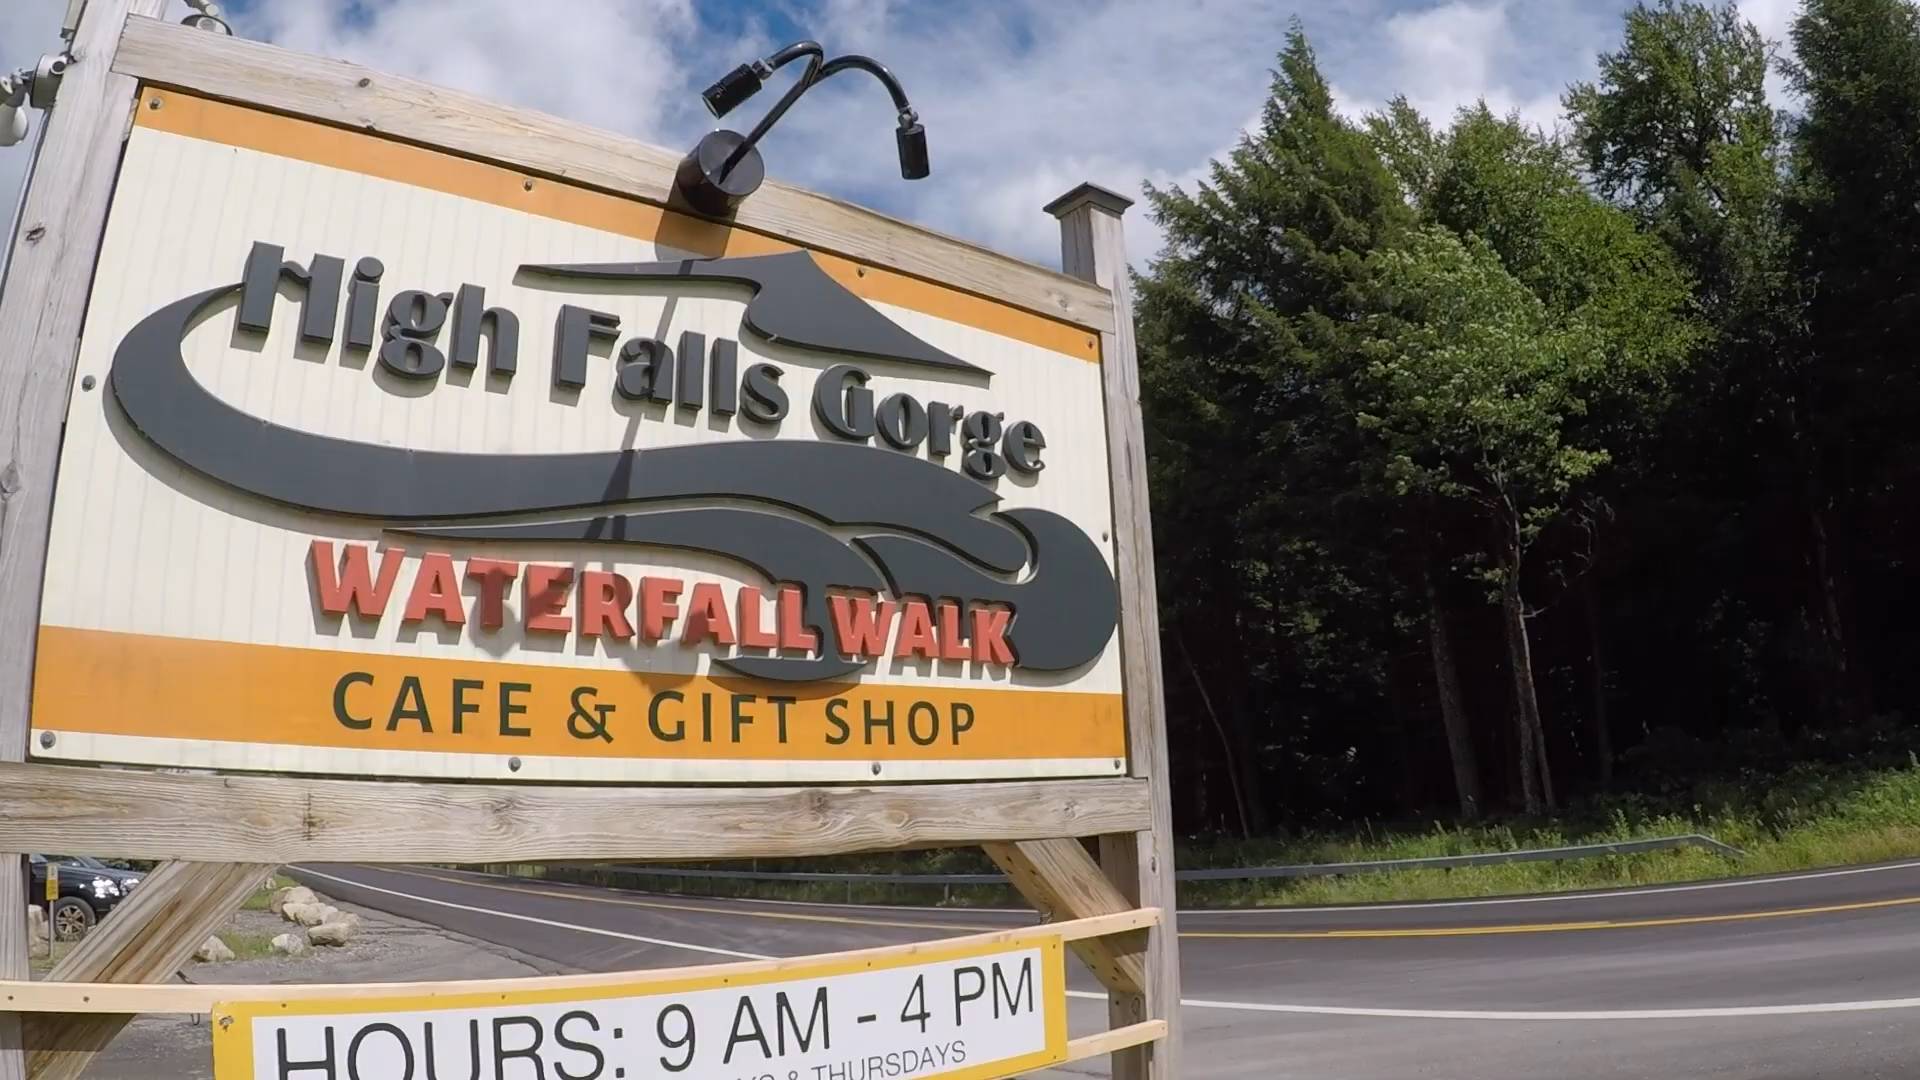 High Falls Gorge
WATERFALL WALK
CAFE & GIFT SHOP
HOURS: 9 AM - 4 PM
& THURSDAYS